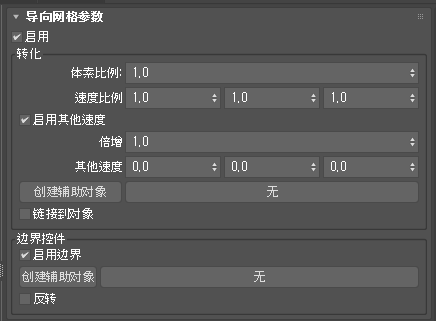 导向网格参数
启用
转化
体素比例: 1.0
速度比例 1.0 1.0 1.0
启用其他速度
倍增 1.0
其他速度 0.0 0.0 0.0
创建辅助对象 无
链接到对象
边界控件
启用边界
创建辅助对象 无
反转